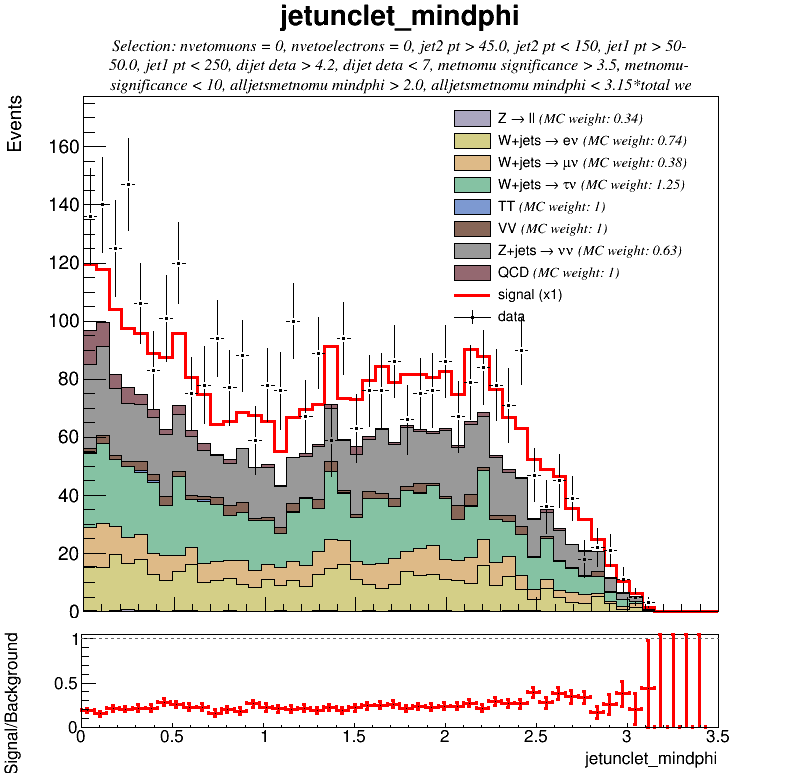 jetunclet_mindphi
Selection: nvetomuons = 0, nvetoelectrons = 0, jet2 pt > 45.0, jet2 pt < 150, jet1 pt > 50-
50.0, jet1 pt < 250, dijet deta > 4.2, dijet deta < 7, metnomu significance > 3.5, metnomu-
significance < 10, alljetsmetnomu mindphi > 2.0, alljetsmetnomu mindphi < 3.15*total we
Events
160
140
120
100
80
60
40
20
0
Z → ll (MC weight: 0.34)
W+jets → eν (MC weight: 0.74)
W+jets → μν (MC weight: 0.38)
W+jets → τν (MC weight: 1.25)
TT (MC weight: 1)
VV (MC weight: 1)
Z+jets → νν (MC weight: 0.63)
QCD (MC weight: 1)
signal (x1)
data
Signal/Background
1
0.5
0
0 0.5 1 1.5 2 2.5 3 3.5
jetunclet_mindphi